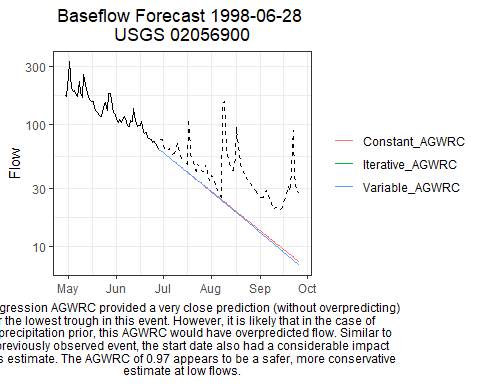 Baseflow Forecast 1998-06-28
USGS 02056900
300
100
30
10
Flow
May Jun Jul Aug Sep Oct
Constant_AGWRC
Iterative_AGWRC
Variable_AGWRC
AGWRC provided a very close prediction (without overpredicting)
the lowest trough in this event. However, it is likely that in the case of
precipitation prior, this AGWRC would have overpredicted flow. Similar to
previously observed event, the start date also had a considerable impact
estimate. The AGWRC of 0.97 appears to be a safer, more conservative
estimate at low flows.